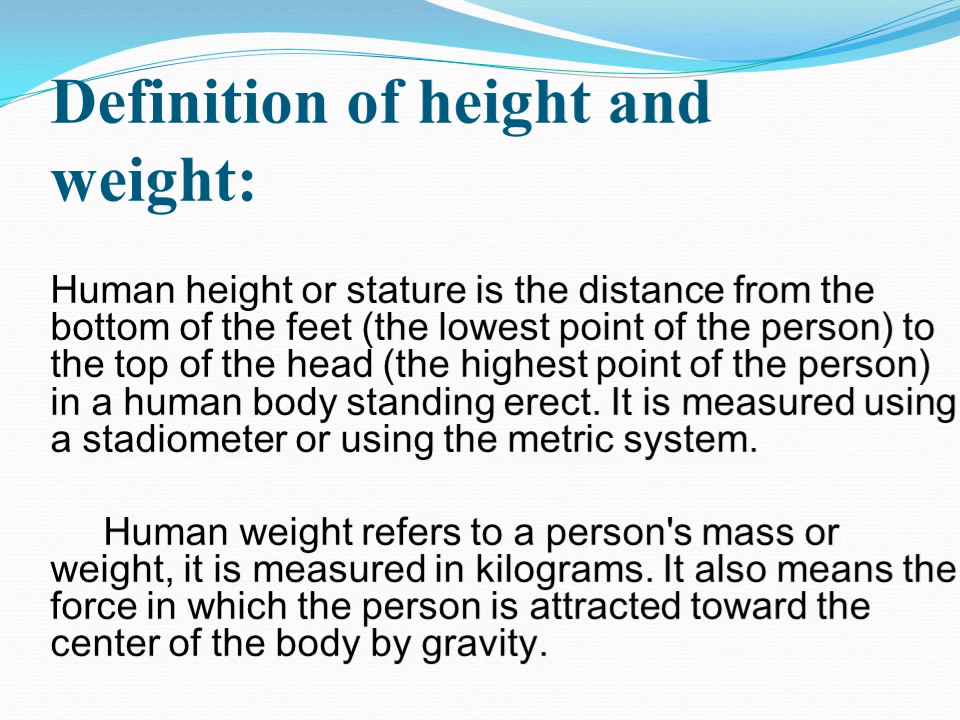 Definition of height and
weight:
Human height or stature is the distance from the
bottom of the feet (the lowest point of the person) to
the top of the head (the highest point of the person)
in a human body standing erect. It is measured using
a stadiometer or using the metric system.
Human weight refers to a person's mass or
weight, it is measured in kilograms. It also means the
force in which the person is attracted toward the
center of the body by gravity.